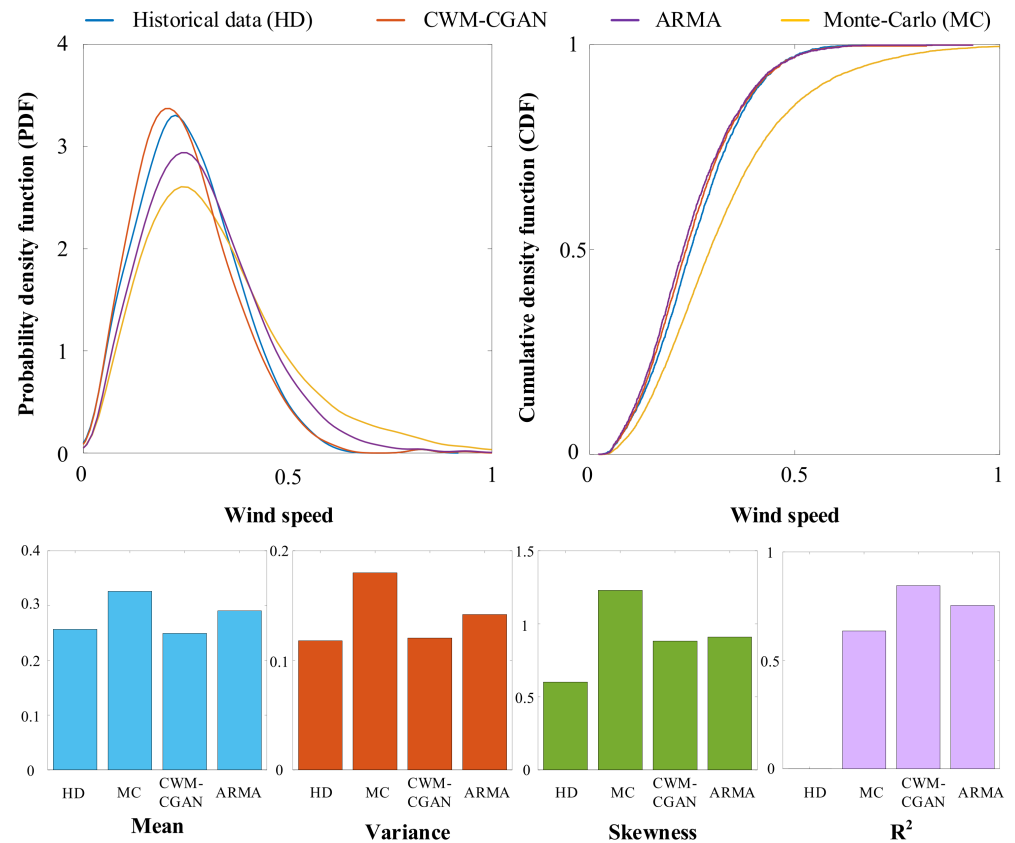 Historical data (HD) CWM-CGAN ARMA Monte-Carlo (MC)
4
3
2
1
0
Probability density function (PDF)
0 0.5 1
Wind speed
1
0.5
0
Cumulative density function (CDF)
0 0.5 1
Wind speed
0.4
0.3
0.2
0.1
0
HD MC CWM-CGAN ARMA
Mean
0.2
0.1
0
HD MC CWM-CGAN ARMA
Variance
1.5
1
0.5
0
HD MC CWM-CGAN ARMA
Skewness
1
0.5
0
HD MC CWM-CGAN ARMA
R²